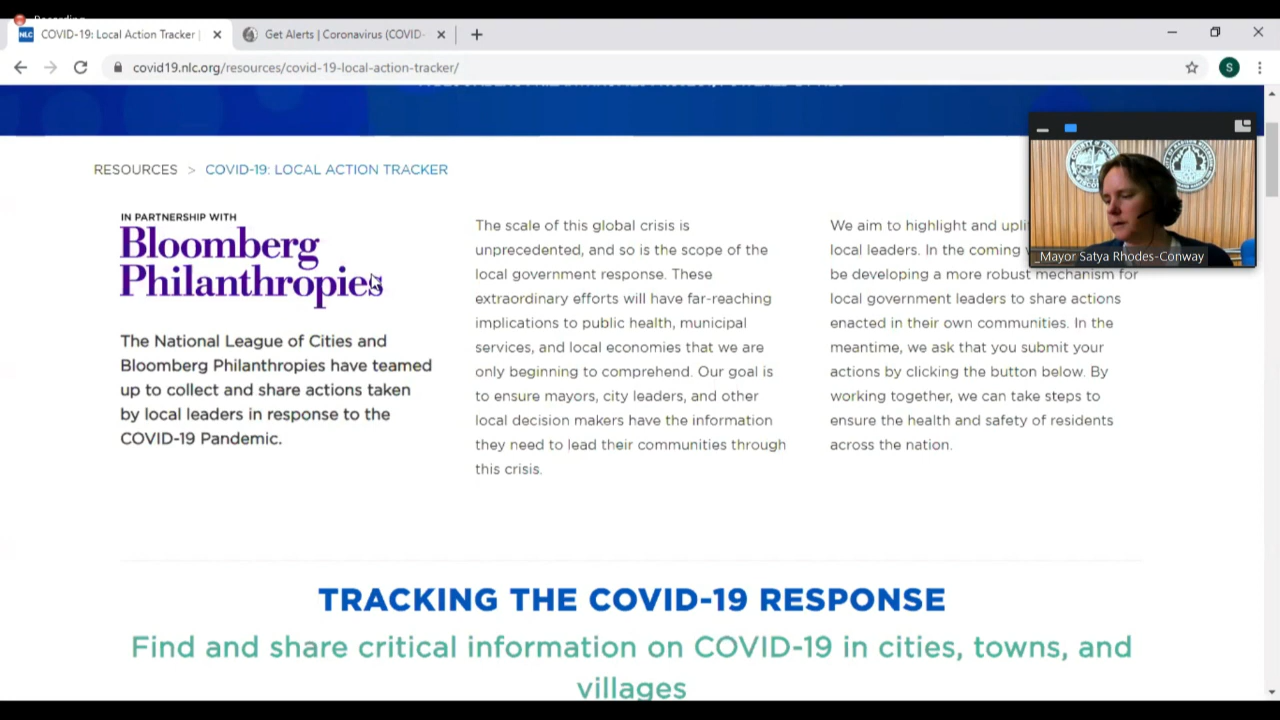 Recording
COVID-19: Local Action Tracker |
Get Alerts | Coronavirus (COVID-
covid19.nlc.org/resources/covid-19-local-action-tracker/
S
NLC
RESOURCES > COVID-19: LOCAL ACTION TRACKER
IN PARTNERSHIP WITH
Bloomberg
Philanthropies
The National League of Cities and
Bloomberg Philanthropies have teamed
up to collect and share actions taken
by local leaders in response to the
COVID-19 Pandemic.
The scale of this global crisis is
unprecedented, and so is the scope of the
local government response. These
extraordinary efforts will have far-reaching
implications to public health, municipal
services, and local economies that we are
only beginning to comprehend. Our goal is
to ensure mayors, city leaders, and other
local decision makers have the information
they need to lead their communities through
this crisis.
We aim to highlight and upli
local leaders. In the coming
be developing a more robust mechanism for
local government leaders to share actions
enacted in their own communities. In the
meantime, we ask that you submit your
actions by clicking the button below. By
working together, we can take steps to
ensure the health and safety of residents
across the nation.
_Mayor Satya Rhodes-Conway
TRACKING THE COVID-19 RESPONSE
Find and share critical information on COVID-19 in cities, towns, and
villages